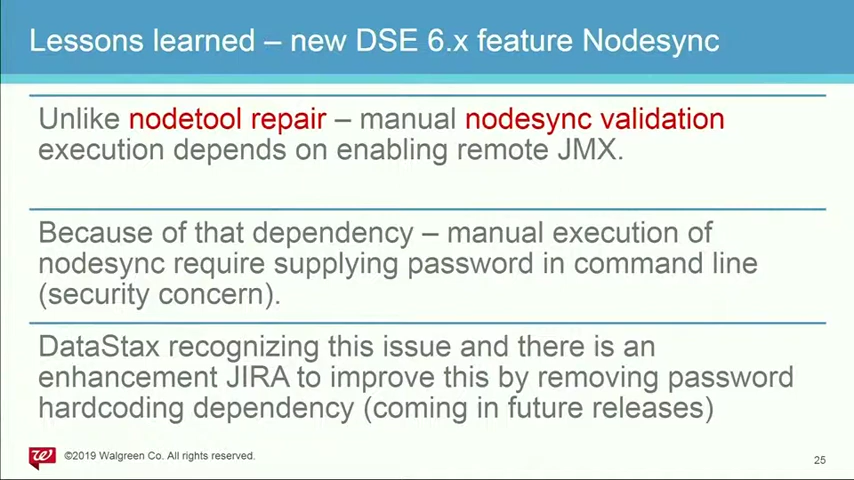 Lessons learned – new DSE 6.x feature Nodesync
Unlike nodetool repair – manual nodesync validation
execution depends on enabling remote JMX.
Because of that dependency – manual execution of
nodesync require supplying password in command line
(security concern).
DataStax recognizing this issue and there is an
enhancement JIRA to improve this by removing password
hardcoding dependency (coming in future releases)
©2019 Walgreen Co. All rights reserved.
25